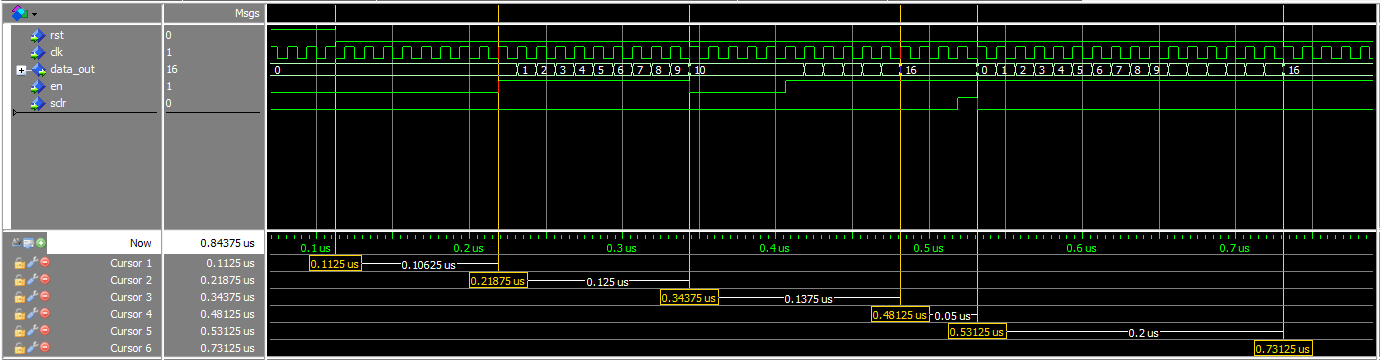 Msgs
rst 0
clk 1
data_out 16 0 1 2 3 4 5 6 7 8 9 10 16 0 1 2 3 4 5 6 7 8 9 16
en 1
sclr 0
Now 0.84375 us 0.1 us 0.2 us 0.3 us 0.4 us 0.5 us 0.6 us 0.7 us
Cursor 1 0.1125 us 0.1125 us 0.10625 us
Cursor 2 0.21875 us 0.21875 us 0.125 us
Cursor 3 0.34375 us 0.34375 us 0.1375 us
Cursor 4 0.48125 us 0.48125 us 0.05 us
Cursor 5 0.53125 us 0.53125 us 0.2 us
Cursor 6 0.73125 us 0.73125 us